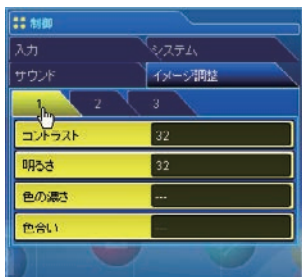 制御
入力 システム
サウンド イメージ調整
1 2 3
コントラスト 32
明るさ 32
色の濃さ ---
色合い ---